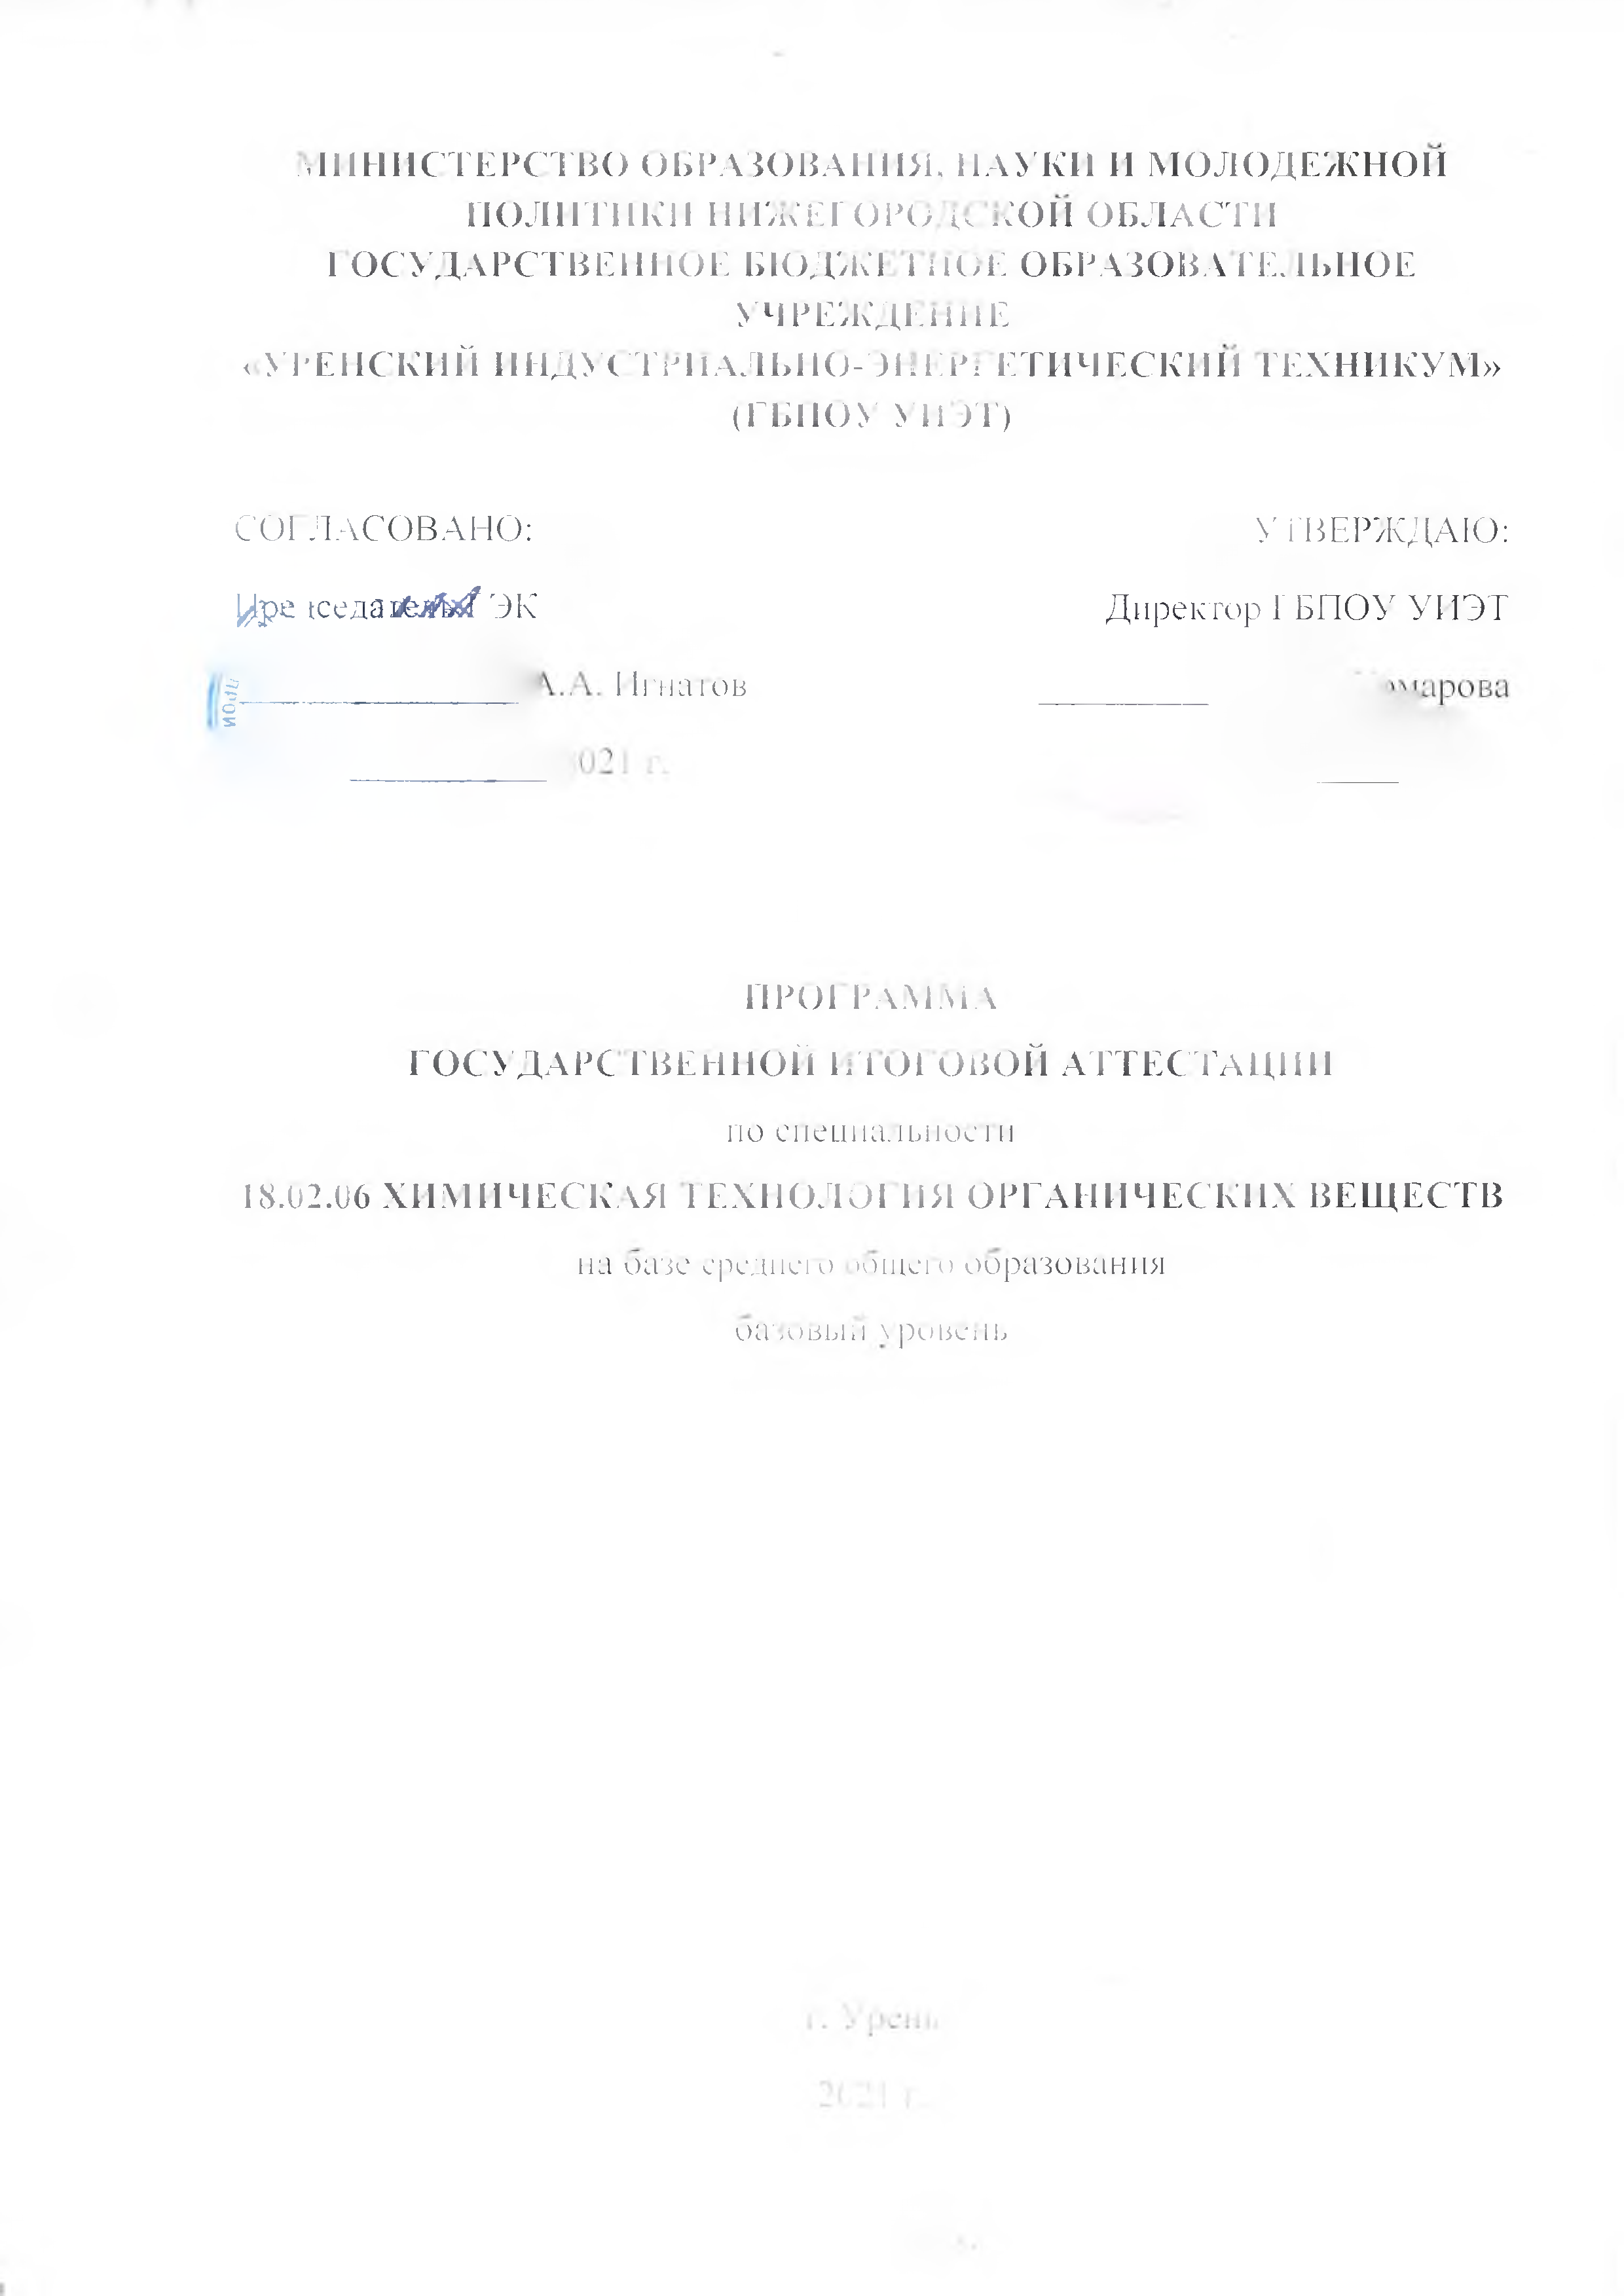 МИНИСТЕРСТВО ОБРАЗОВАНИЯ, НАУКИ И МОЛОДЕЖНОЙ
ПОЛИТИКИ НИЖЕГОРОДСКОЙ ОБЛАСТИ
ГОСУДАРСТВЕННОЕ БЮДЖЕТНОЕ ОБРАЗОВАТЕЛЬНОЕ
УЧРЕЖДЕНИЕ
«УРЕНСКИЙ ИНДУСТРИАЛЬНО-ЭНЕРГЕТИЧЕСКИЙ ТЕХНИКУМ»
(ГБПОУ УИЭТ)
СОГЛАСОВАНО: УТВЕРЖДАЮ:
ЭК Директор ГБПОУ УИЭТ
А.А. Игнатов
г.
ПРОГРАММА
ГОСУДАРСТВЕННОЙ ИТОГОВОЙ АТТЕСТАЦИИ
по специальности
18.02.06 ХИМИЧЕСКАЯ ТЕХНОЛОГИЯ ОРГАНИЧЕСКИХ ВЕЩЕСТВ
на базе среднего общего образования
базовый уровень
г. Урень
2021 г.